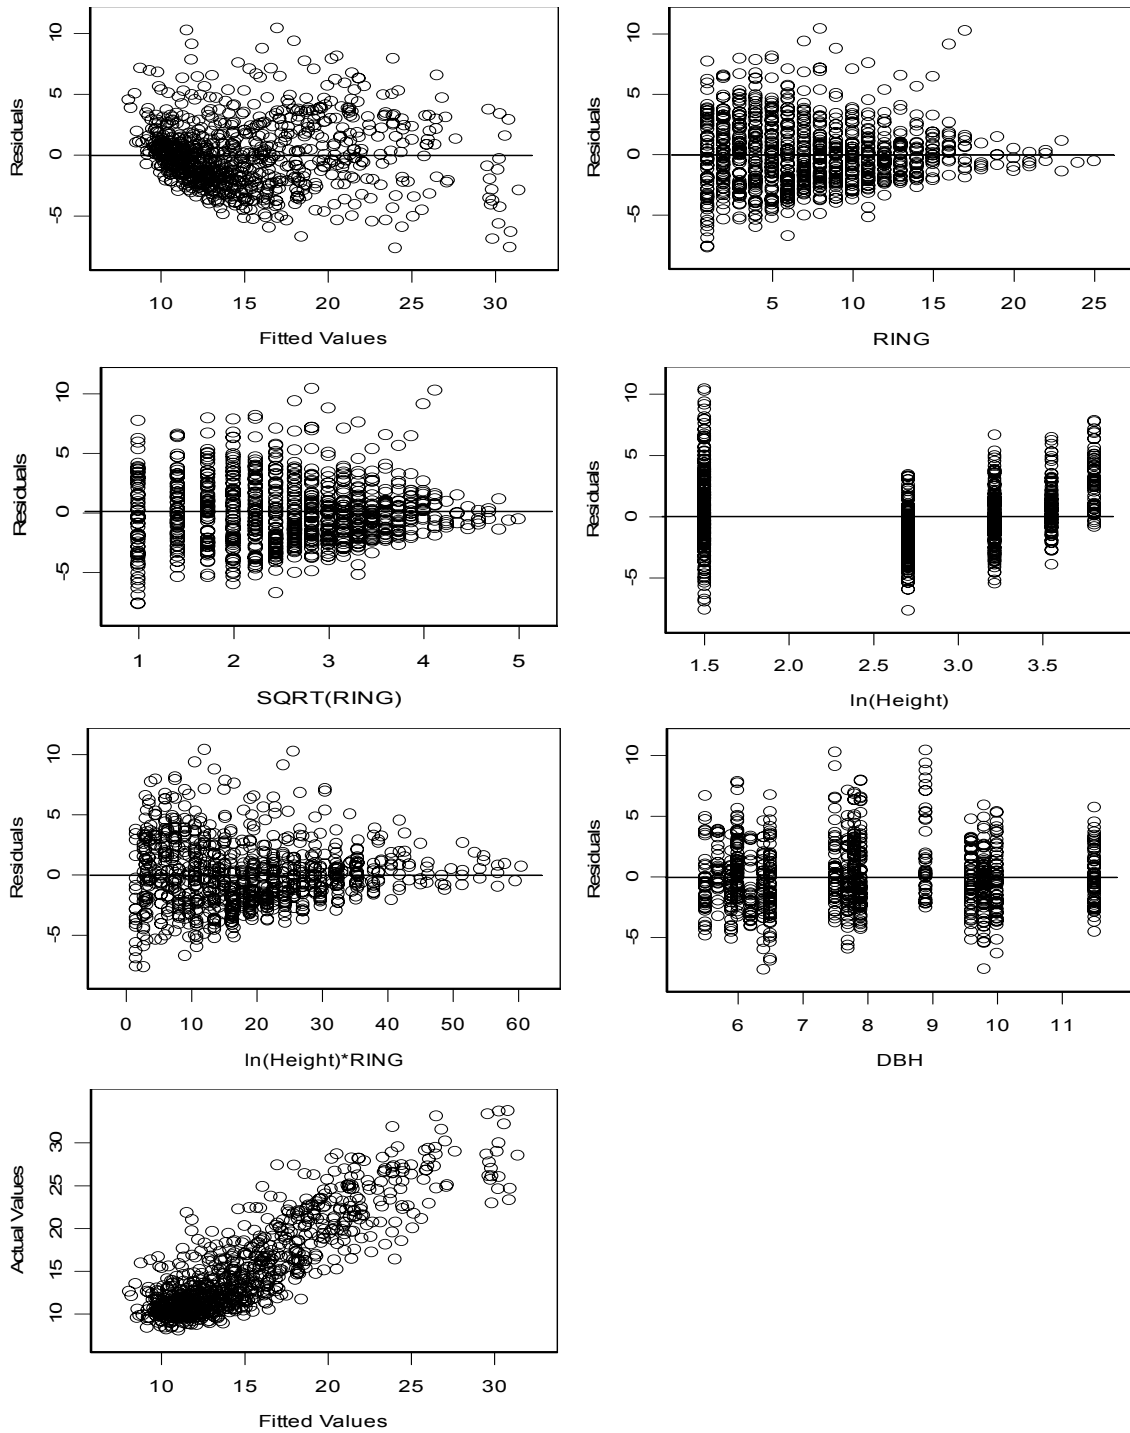 Residuals
10
5
0
-5
10 15 20 25 30
Fitted Values
Residuals
10
5
0
-5
5 10 15 20 25
RING
Residuals
10
5
0
-5
1 2 3 4 5
SQRT(RING)
Residuals
10
5
0
-5
1.5 2.0 2.5 3.0 3.5
ln(Height)
Residuals
10
5
0
-5
0 10 20 30 40 50 60
ln(Height)*RING
Residuals
10
5
0
-5
6 7 8 9 10 11
DBH
Actual Values
30
25
20
15
10
10 15 20 25 30
Fitted Values